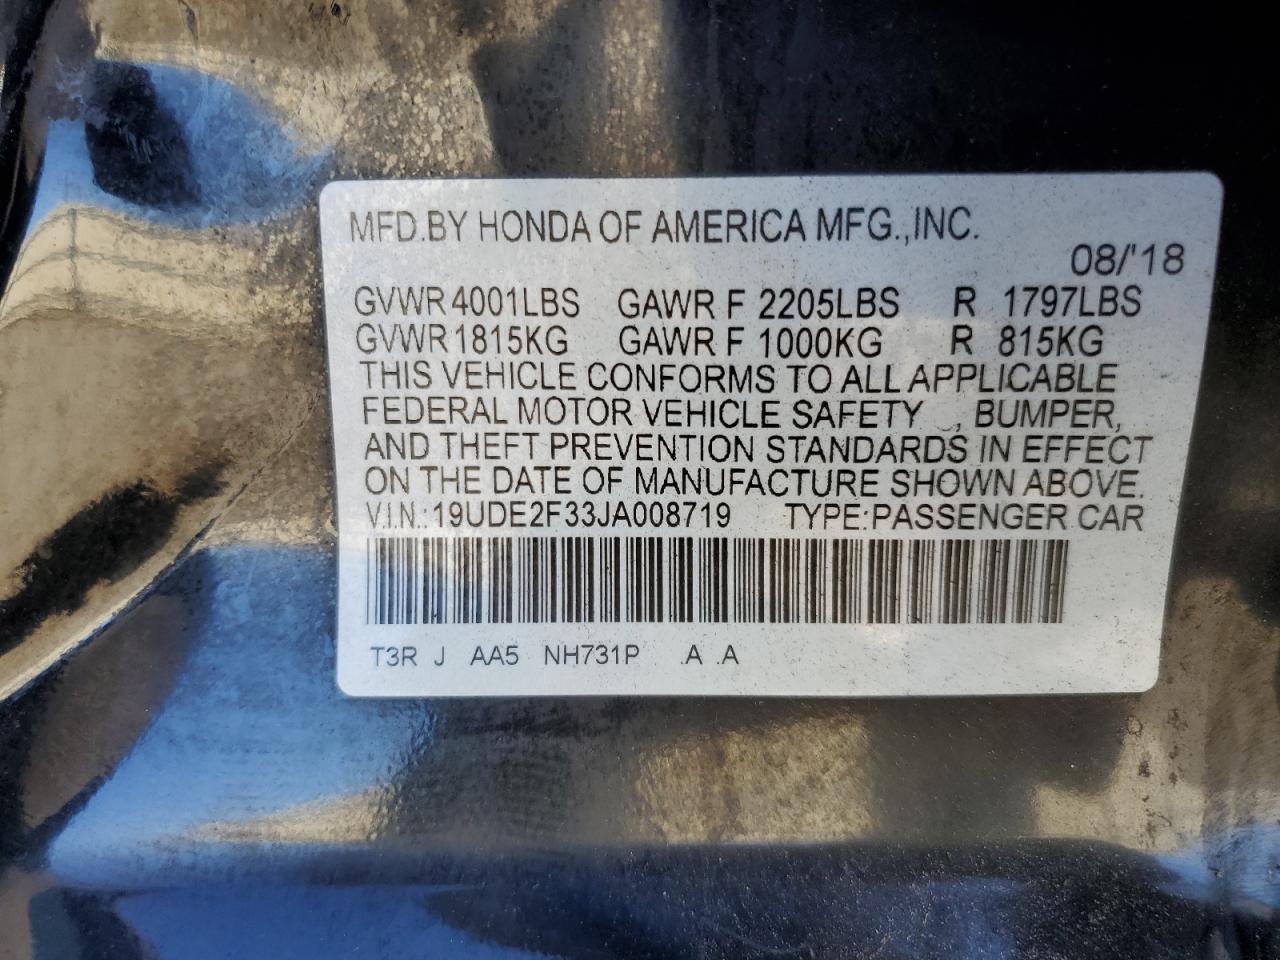 MFD.BY HONDA OF AMERICA MFG.,INC.
08/'18
GVWR 4001LBS GAWR F 2205LBS R 1797LBS
GVWR 1815KG GAWR F 1000KG R 815KG
THIS VEHICLE CONFORMS TO ALL APPLICABLE
FEDERAL MOTOR VEHICLE SAFETY , BUMPER,
AND THEFT PREVENTION STANDARDS IN EFFECT
ON THE DATE OF MANUFACTURE SHOWN ABOVE.
V.I.N.: 19UDE2F33JA008719 TYPE:PASSENGER CAR
T3R J AA5 NH731P .A .A